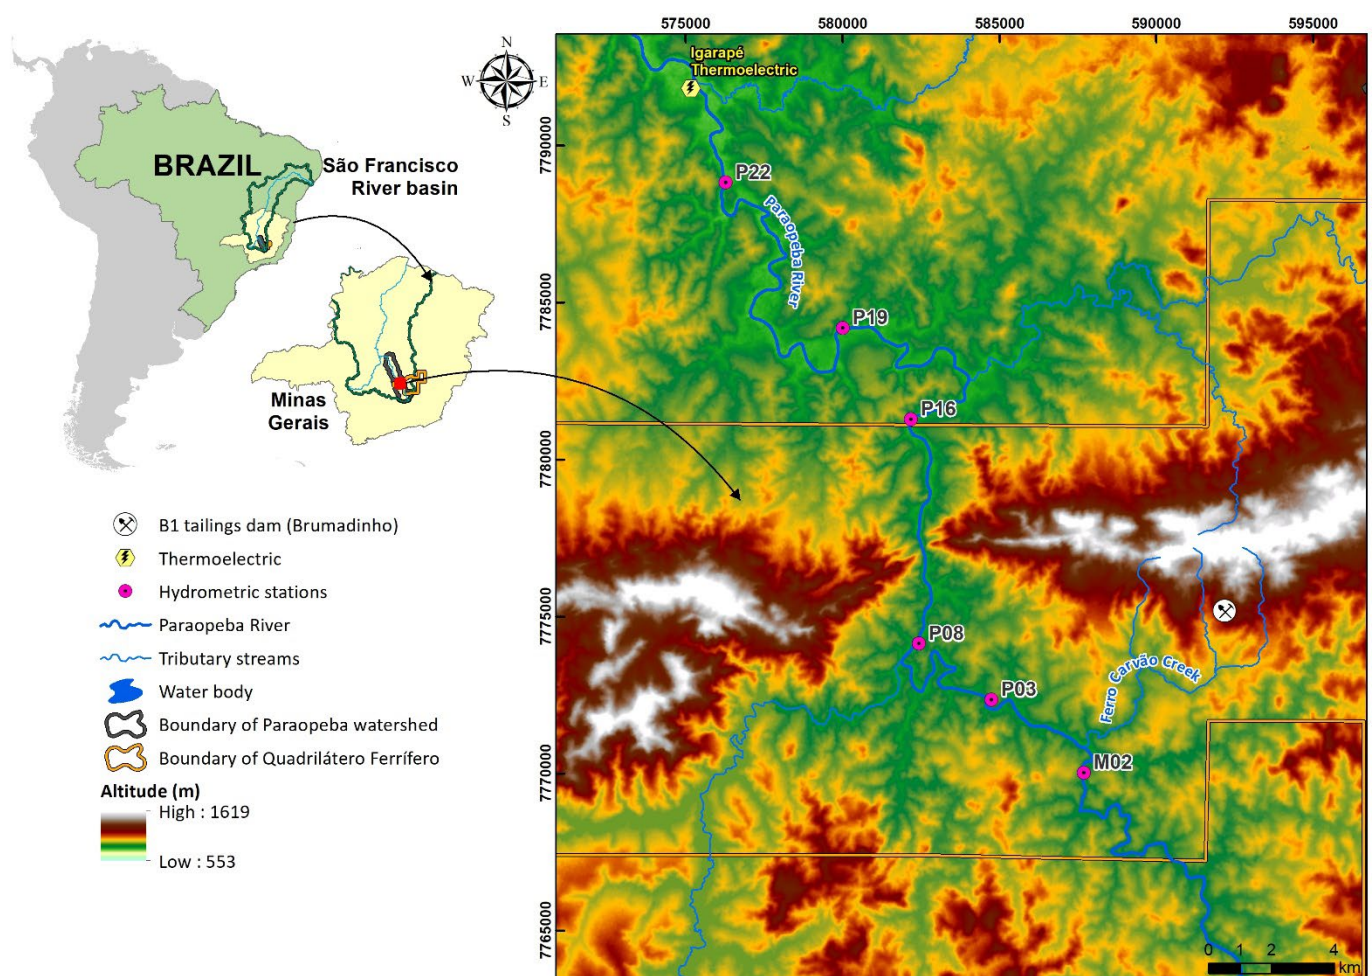 BRAZIL
São Francisco
River basin
N
W
E
S
Minas
Gerais
B1 tailings dam (Brumadinho)
Thermoelectric
Hydrometric stations
Paraopeba River
Tributary streams
Water body
Boundary of Paraopeba watershed
Boundary of Quadrilátero Ferrífero
Altitude (m)
High : 1619
Low : 553
575000
580000
585000
590000
595000
7790000
7785000
7780000
7775000
7770000
7765000
Igarapé
Thermoelectric
P22
Paraopeba River
P19
P16
P08
P03
Ferro Carvão Creek
M02
0 1 2 4
km